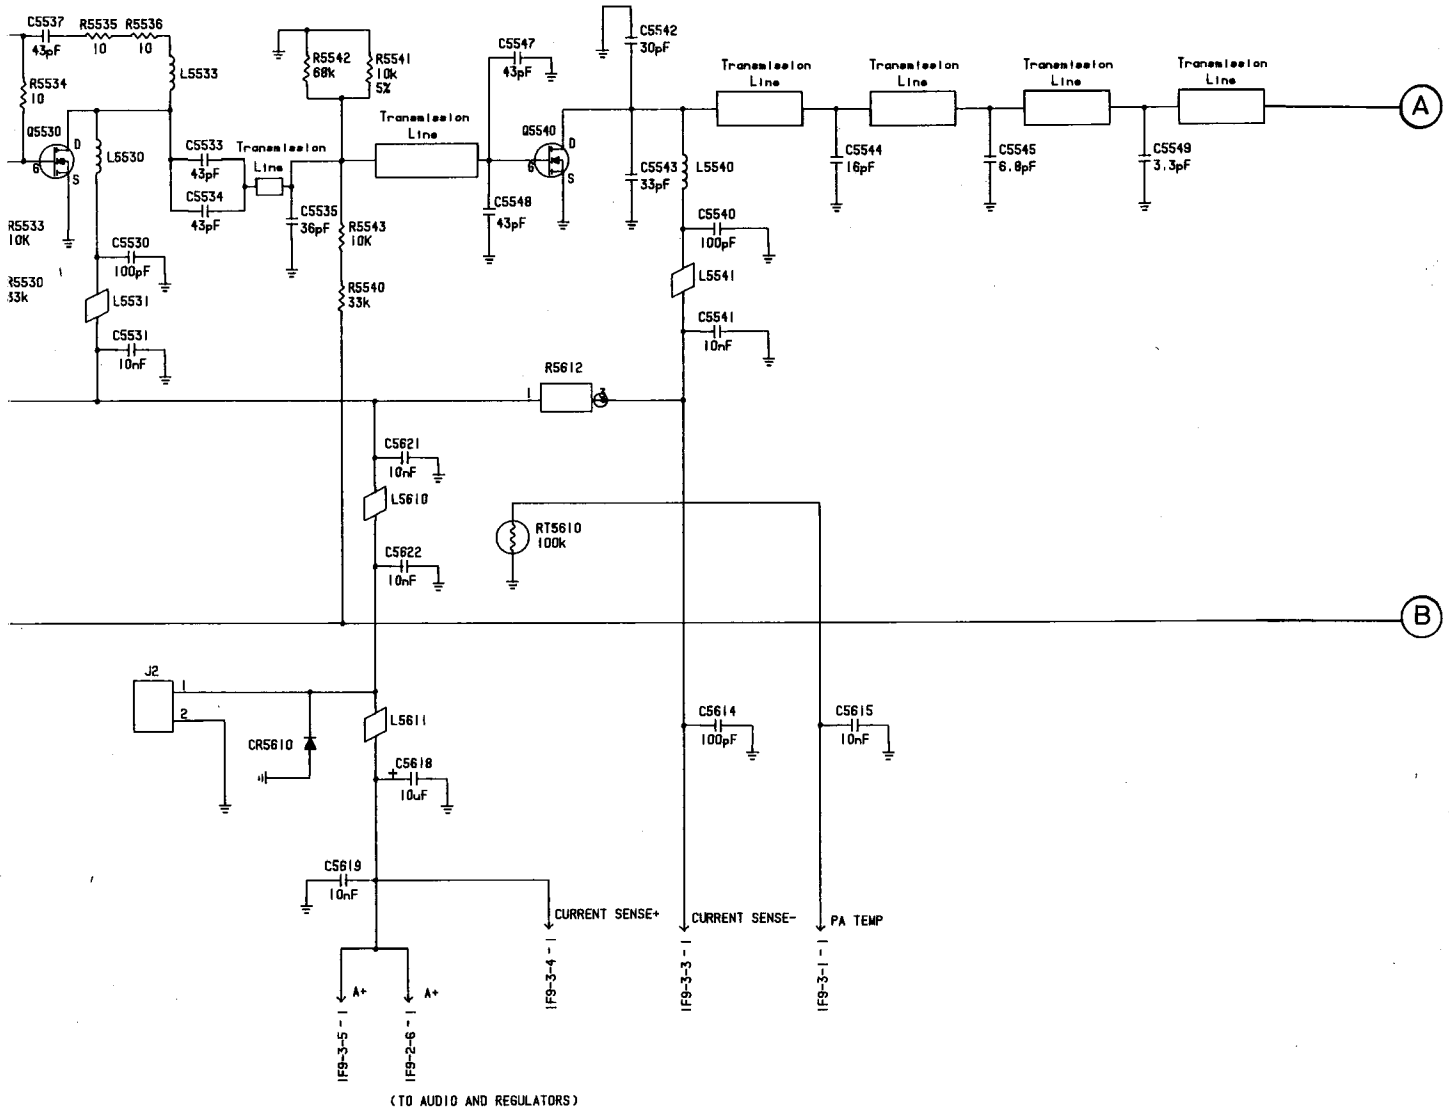 C5537
43pF
R5535
10
R5536
10
L5533
R5534
10
Q5530
D
G
S
L5530
C5533
43pF
C5534
43pF
R5533
10K
R5530
33k
C5530
100pF
L5531
C5531
10nF
Transmission
Line
C5535
36pF
R5542
68k
R5541
10k
5%
Transmission
Line
R5543
10K
R5540
33k
C5547
43pF
Q5540
D
G
S
C5548
43pF
C5542
30pF
C5543
33pF
L5540
C5540
100pF
L5541
C5541
10nF
Transmission
Line
C5544
16pF
Transmission
Line
C5545
6.8pF
Transmission
Line
C5549
3.3pF
Transmission
Line
A
R5612
1
3
C5621
10nF
L5610
C5622
10nF
RT5610
100k
B
J2
1
2
CR5610
L5611
+
C5618
10uF
C5614
100pF
C5615
10nF
C5619
10nF
CURRENT SENSE+
CURRENT SENSE-
PA TEMP
IF9-3-4 - 1
IF9-3-3 - 1
IF9-3-1 - 1
A+
A+
IF9-3-5 - 1
IF9-2-6 - 1
(TO AUDIO AND REGULATORS)